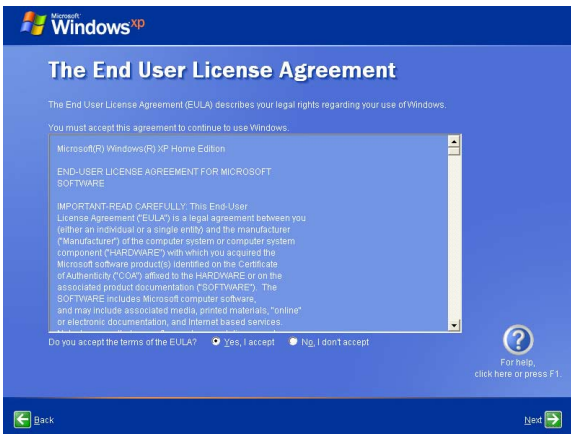 Microsoft
Windows xp
The End User License Agreement
The End User License Agreement (EULA) describes your legal rights regarding your use of Windows.
You must accept this agreement to continue to use Windows.
Microsoft(R) Windows(R) XP Home Edition
END-USER LICENSE AGREEMENT FOR MICROSOFT
SOFTWARE
IMPORTANT-READ CAREFULLY: This End-User
License Agreement ("EULA") is a legal agreement between you
(either an individual or a single entity) and the manufacturer
("Manufacturer") of the computer system or computer system
component ("HARDWARE") with which you acquired the
Microsoft software product(s) identified on the Certificate
of Authenticity ("COA") affixed to the HARDWARE or on the
associated product documentation ("SOFTWARE"). The
SOFTWARE includes Microsoft computer software,
and may include associated media, printed materials, "online"
or electronic documentation, and Internet based services.
Do you accept the terms of the EULA? Yes, I accept No, I don't accept
?
For help,
click here or press F1.
Back
Next